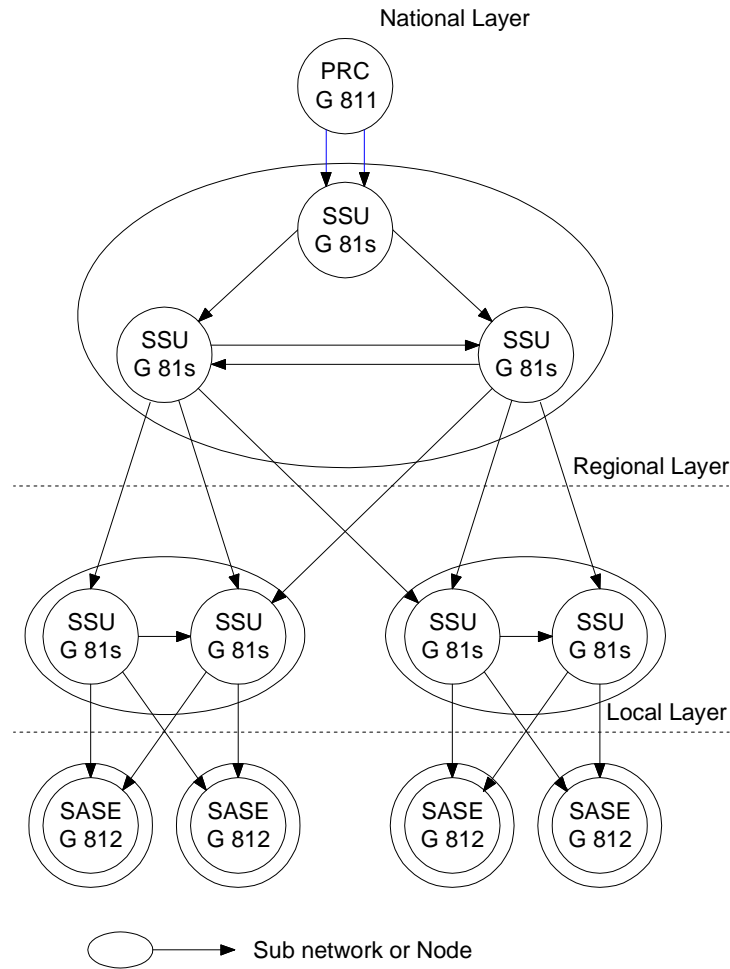 National Layer
PRC
G 811
SSU
G 81s
SSU
G 81s
SSU
G 81s
Regional Layer
SSU
G 81s
SSU
G 81s
SSU
G 81s
SSU
G 81s
Local Layer
SASE
G 812
SASE
G 812
SASE
G 812
SASE
G 812
Sub network or Node